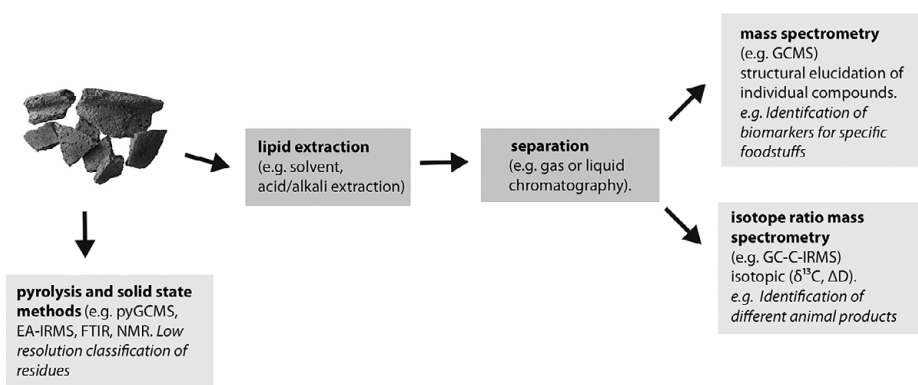 mass spectrometry
(e.g. GCMS)
structural elucidation of
individual compounds.
e.g. Identifcation of
biomarkers for specific
foodstuffs
lipid extraction
(e.g. solvent,
acid/alkali extraction)
separation
(e.g. gas or liquid
chromatography).
isotope ratio mass
spectrometry
(e.g. GC-C-IRMS)
isotopic (δ¹³C, ΔD).
e.g. Identification of
different animal products
pyrolysis and solid state
methods (e.g. pyGCMS,
EA-IRMS, FTIR, NMR. Low
resolution classification of
residues